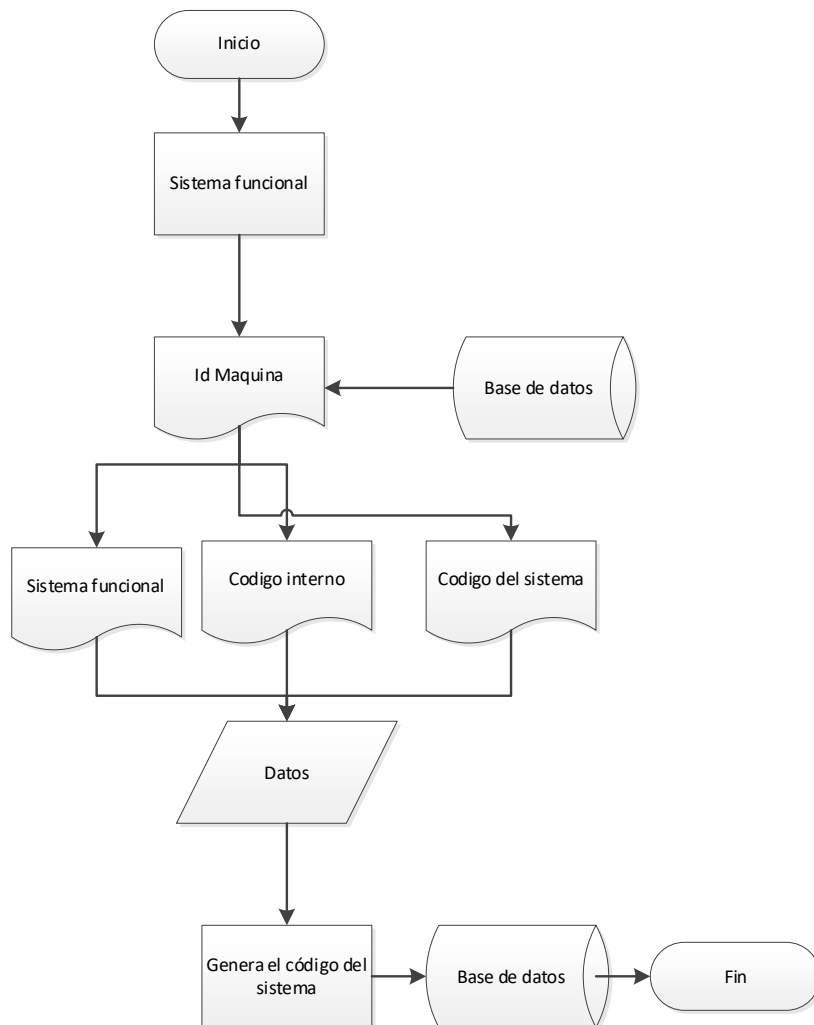 Inicio
Sistema funcional
Id Maquina
Base de datos
Sistema funcional
Codigo interno
Codigo del sistema
Datos
Genera el código del
sistema
Base de datos
Fin